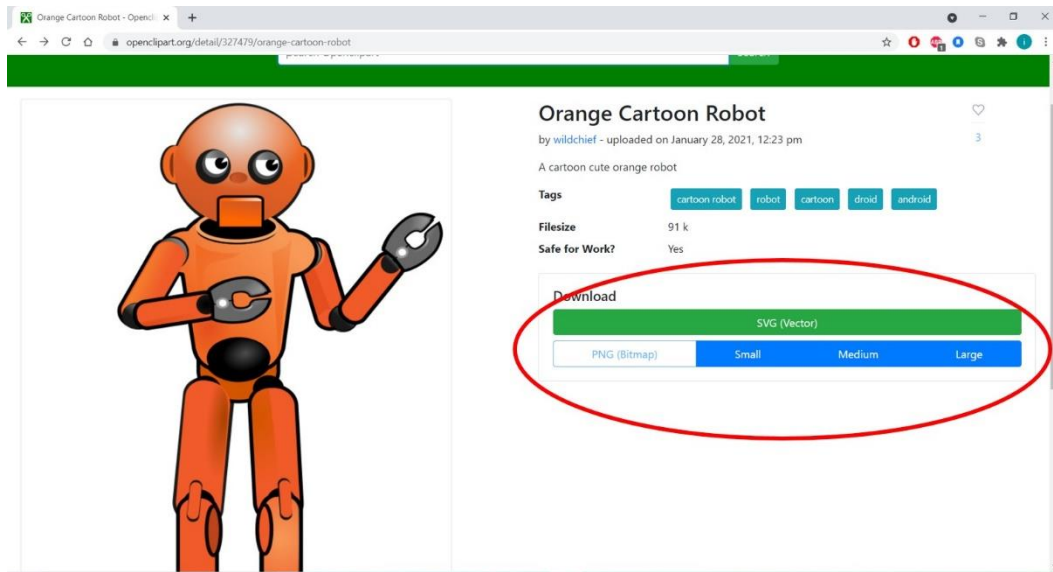 Orange Cartoon Robot - Opencli
openclipart.org/detail/327479/orange-cartoon-robot
Orange Cartoon Robot
by wildchief - uploaded on January 28, 2021, 12:23 pm
3
A cartoon cute orange robot
Tags cartoon robot robot cartoon droid android
Filesize 91 k
Safe for Work? Yes
Download
SVG (Vector)
PNG (Bitmap) Small Medium Large